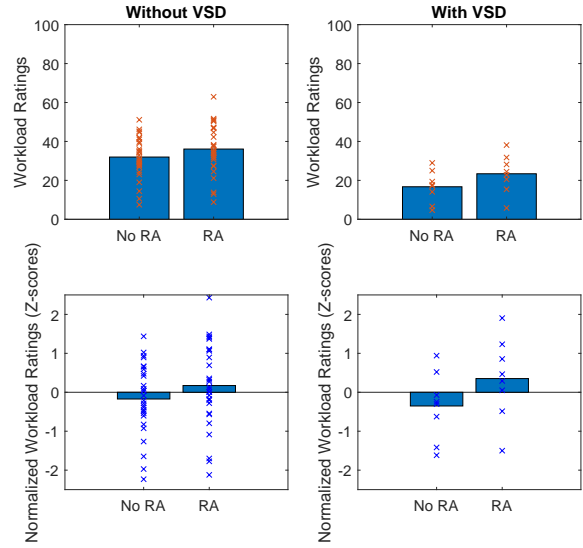 Without VSD
With VSD
Workload Ratings
100
80
60
40
20
0
No RA
RA
Workload Ratings
100
80
60
40
20
0
No RA
RA
Normalized Workload Ratings (Z-scores)
2
1
0
-1
-2
No RA
RA
Normalized Workload Ratings (Z-scores)
2
1
0
-1
-2
No RA
RA